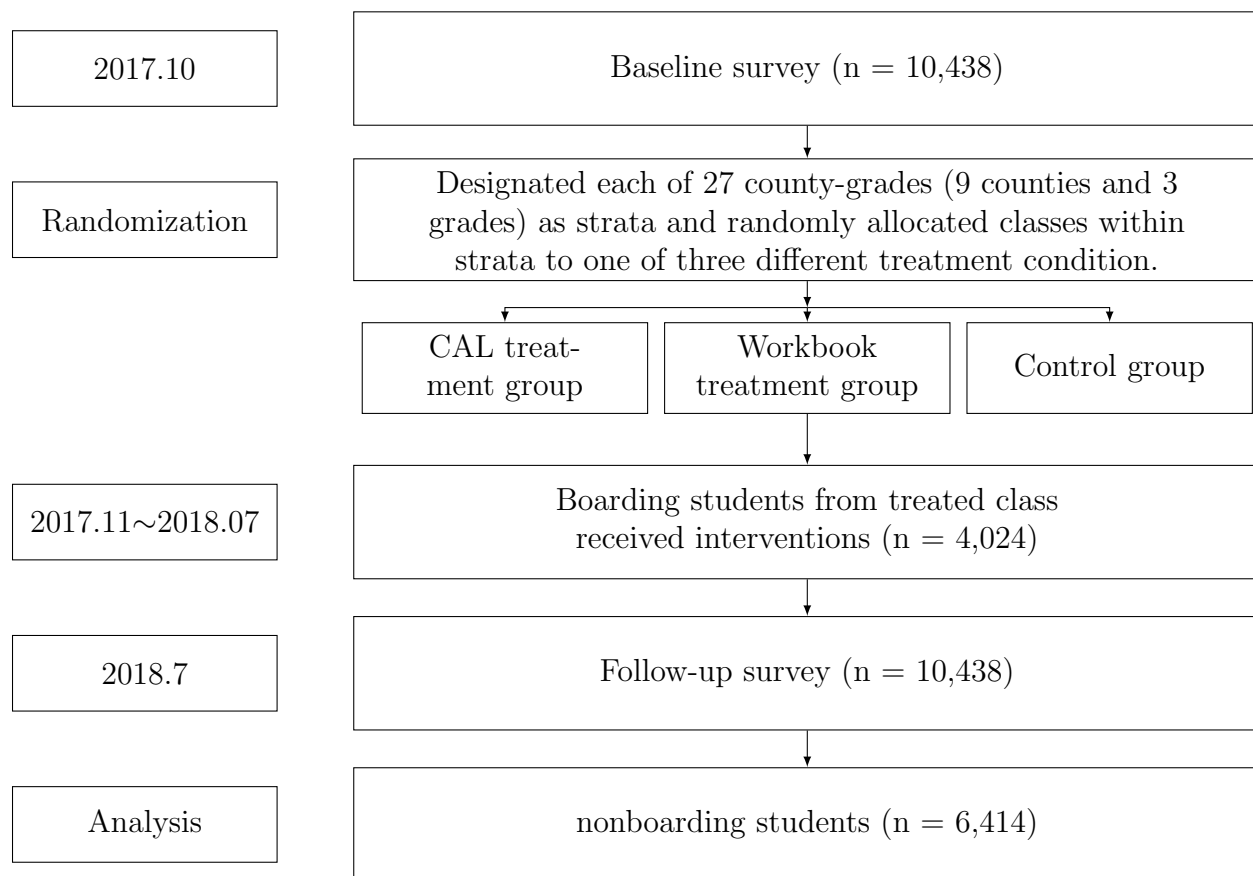 2017.10
Baseline survey (n = 10,438)
Randomization
Designated each of 27 county-grades (9 counties and 3
grades) as strata and randomly allocated classes within
strata to one of three different treatment condition.
CAL treat-
ment group
Workbook
treatment group
Control group
2017.11∼2018.07
Boarding students from treated class
received interventions (n = 4,024)
2018.7
Follow-up survey (n = 10,438)
Analysis
nonboarding students (n = 6,414)